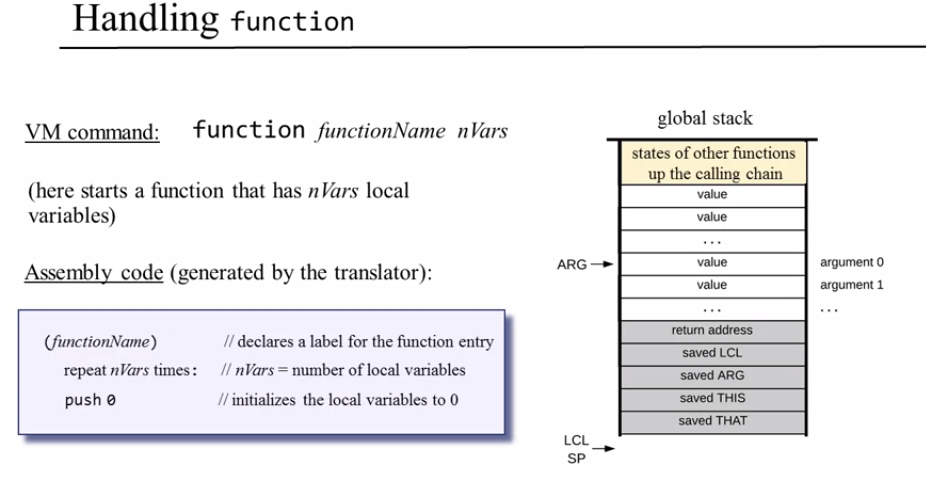 Handling function
VM command: function functionName nVars
(here starts a function that has nVars local
variables)
Assembly code (generated by the translator):
(functionName) // declares a label for the function entry
repeat nVars times: // nVars = number of local variables
push 0 // initializes the local variables to 0
global stack
states of other functions
up the calling chain
value
value
...
ARG value argument 0
value argument 1
... ...
return address
saved LCL
saved ARG
saved THIS
saved THAT
LCL
SP